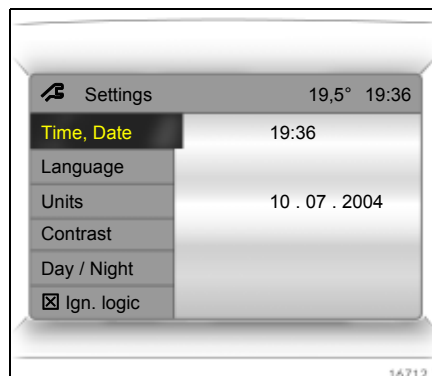 Settings 19,5° 19:36
Time, Date 19:36
Language
Units 10 . 07 . 2004
Contrast
Day / Night
☒ Ign. logic
16712